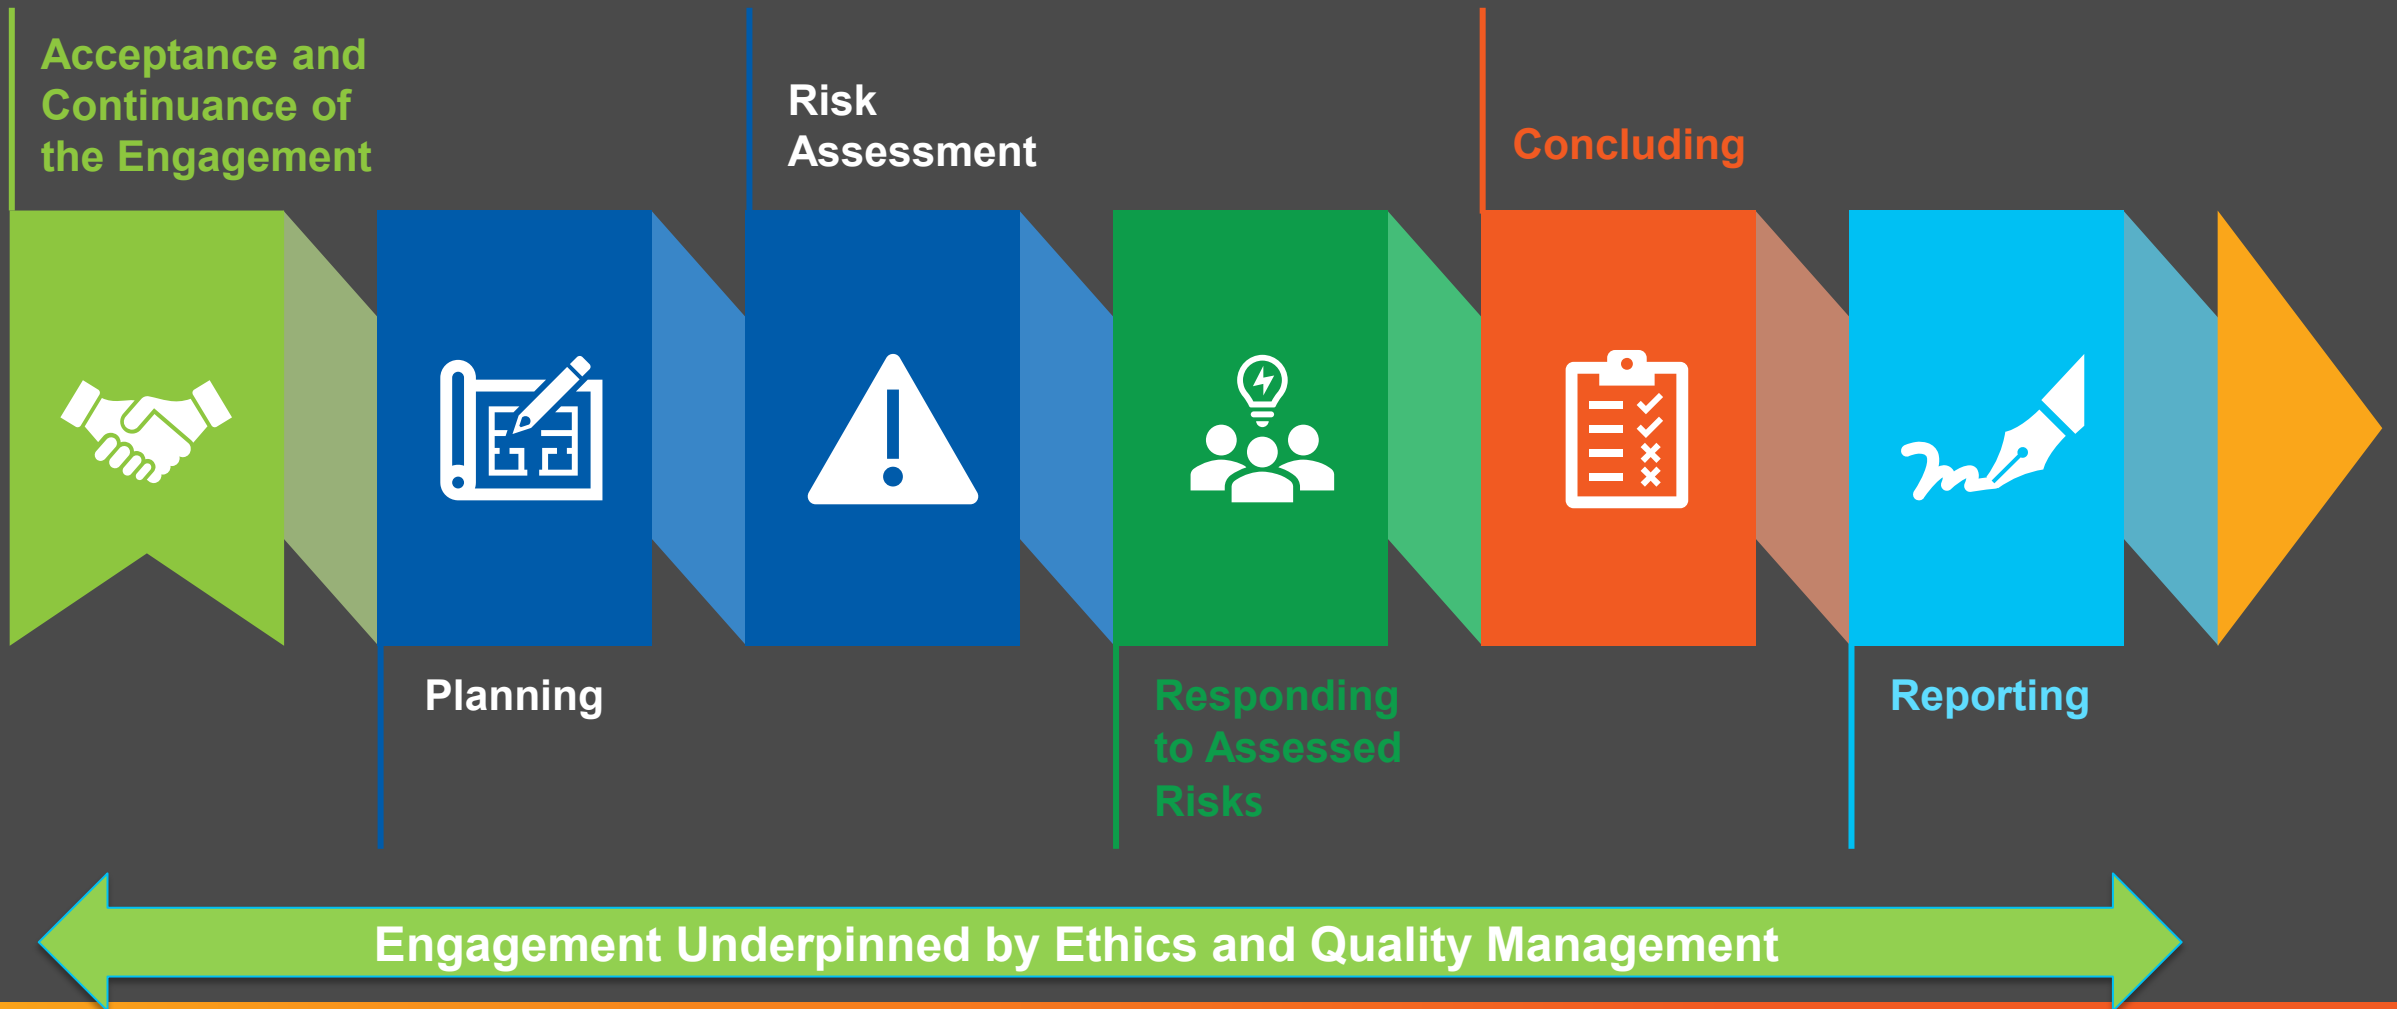 Acceptance and
Continuance of
the Engagement
Planning
Risk
Assessment
Responding
to Assessed
Risks
Concluding
Reporting
Engagement Underpinned by Ethics and Quality Management